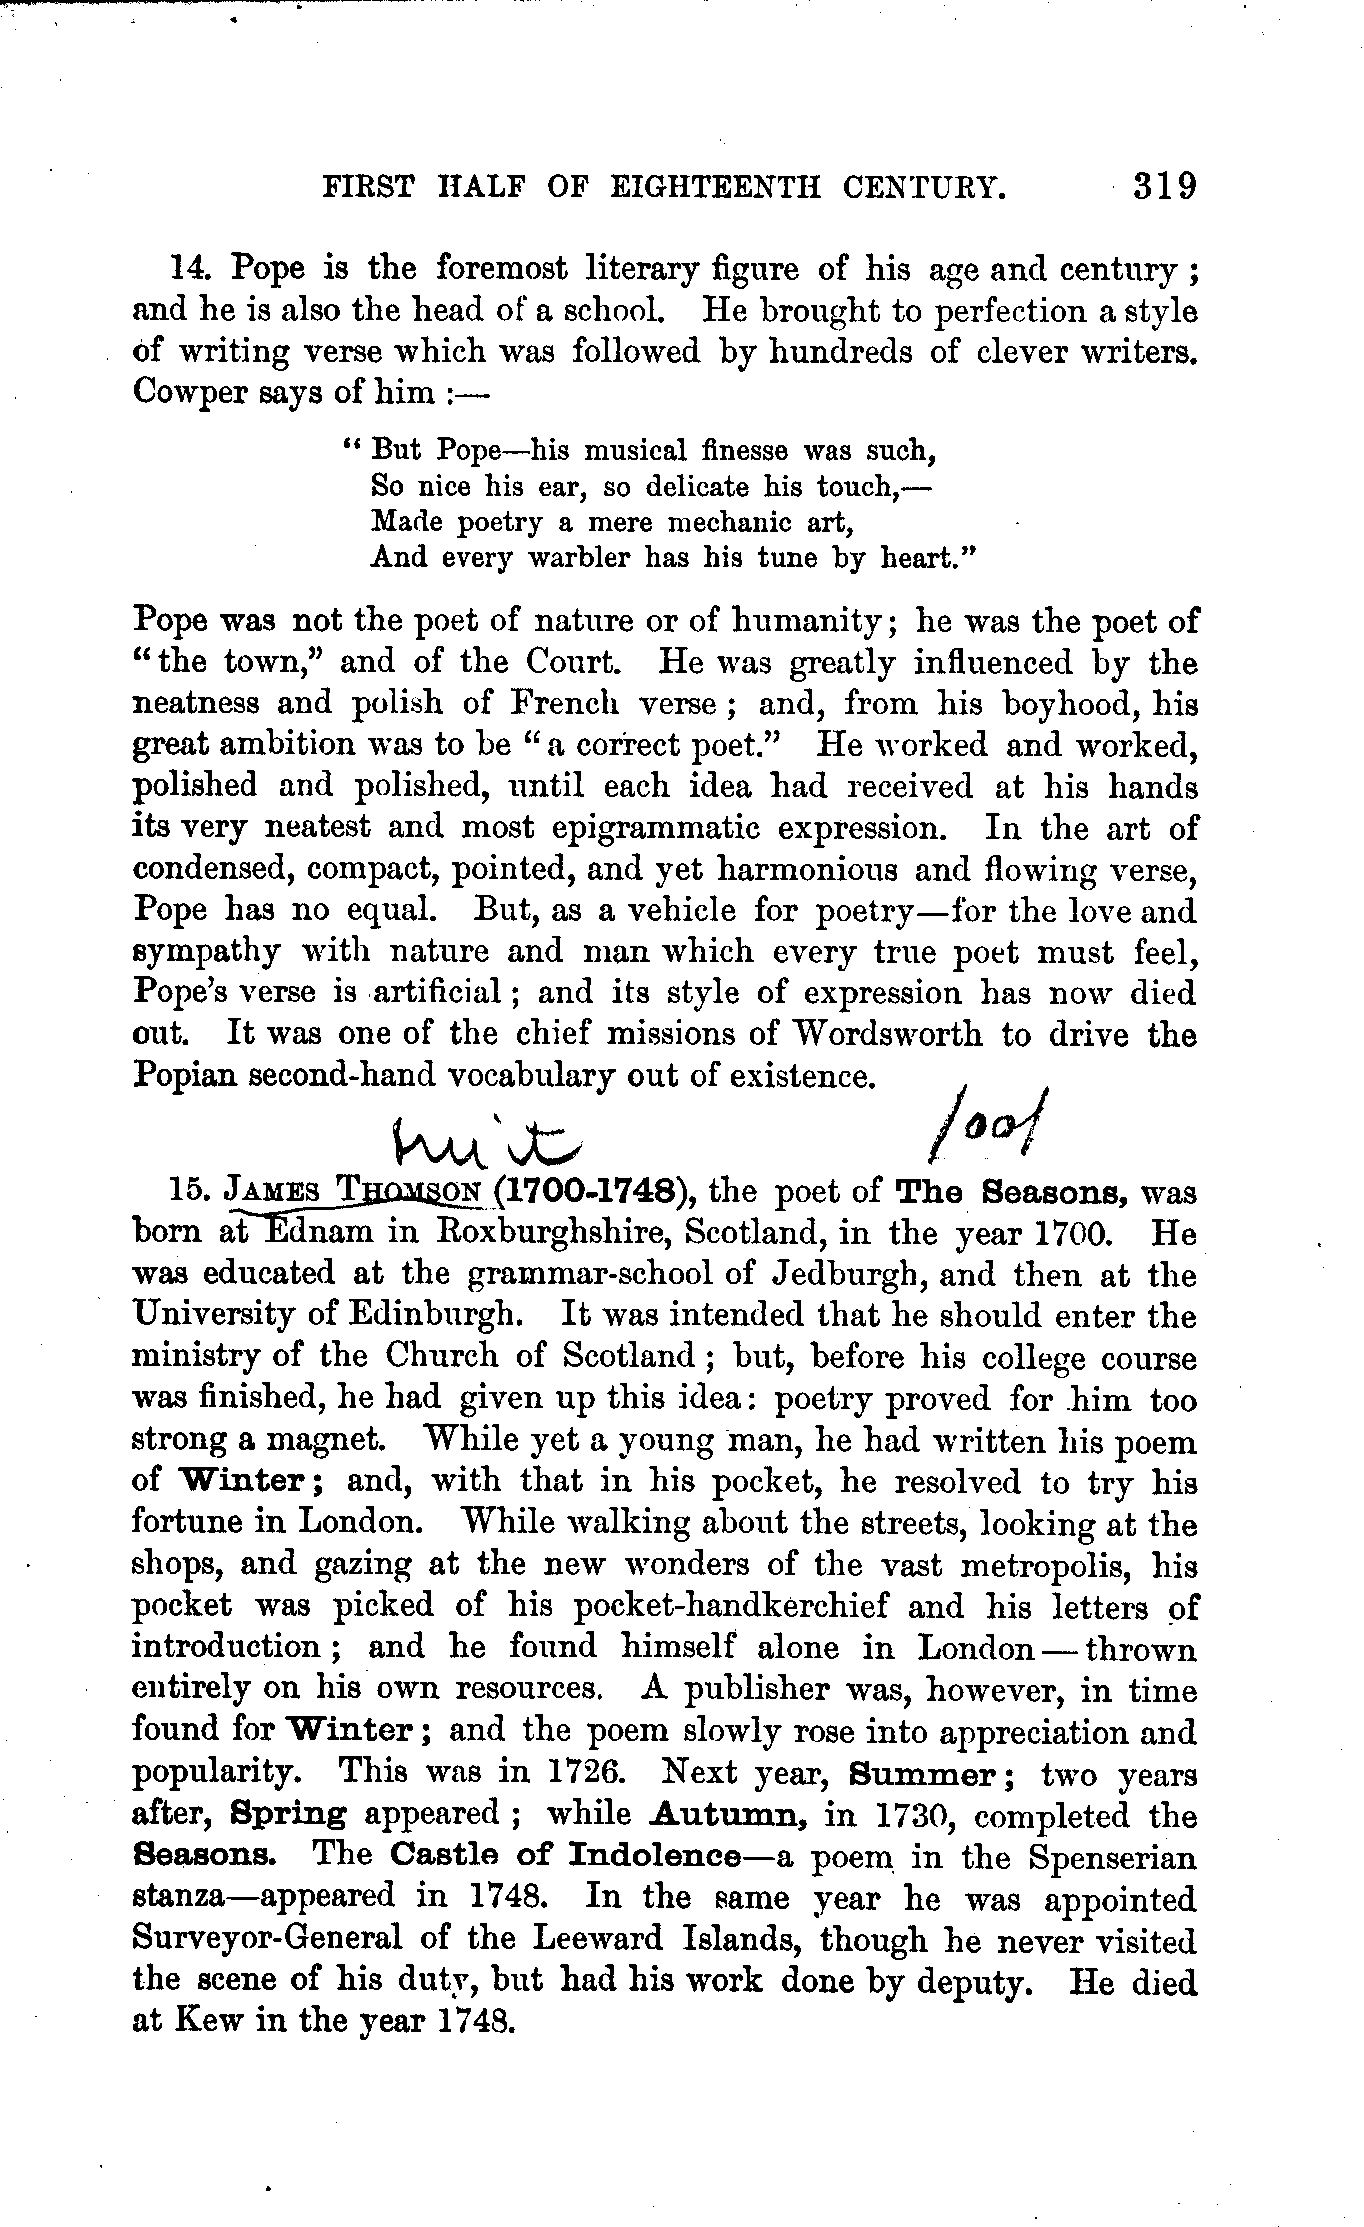 FIRST HALF OF EIGHTEENTH CENTURY. 319
14. Pope is the foremost literary figure of his age and century ;
and he is also the head of a school. He brought to perfection a style
of writing verse which was followed by hundreds of clever writers.
Cowper says of him :—
“ But Pope—his musical finesse was such,
So nice his ear, so delicate his touch,—
Made poetry a mere mechanic art,
And every warbler has his tune by heart.”
Pope was not the poet of nature or of humanity; he was the poet of
“the town,” and of the Court. He was greatly influenced by the
neatness and polish of French verse ; and, from his boyhood, his
great ambition was to be “a correct poet.” He worked and worked,
polished and polished, until each idea had received at his hands
its very neatest and most epigrammatic expression. In the art of
condensed, compact, pointed, and yet harmonious and flowing verse,
Pope has no equal. But, as a vehicle for poetry—for the love and
sympathy with nature and man which every true poet must feel,
Pope’s verse is artificial ; and its style of expression has now died
out. It was one of the chief missions of Wordsworth to drive the
Popian second-hand vocabulary out of existence.
15. JAMES THOMSON (1700-1748), the poet of The Seasons, was
born at Ednam in Roxburghshire, Scotland, in the year 1700. He
was educated at the grammar-school of Jedburgh, and then at the
University of Edinburgh. It was intended that he should enter the
ministry of the Church of Scotland ; but, before his college course
was finished, he had given up this idea: poetry proved for him too
strong a magnet. While yet a young man, he had written his poem
of Winter; and, with that in his pocket, he resolved to try his
fortune in London. While walking about the streets, looking at the
shops, and gazing at the new wonders of the vast metropolis, his
pocket was picked of his pocket-handkerchief and his letters of
introduction ; and he found himself alone in London — thrown
entirely on his own resources. A publisher was, however, in time
found for Winter; and the poem slowly rose into appreciation and
popularity. This was in 1726. Next year, Summer; two years
after, Spring appeared ; while Autumn, in 1730, completed the
Seasons. The Castle of Indolence—a poem in the Spenserian
stanza—appeared in 1748. In the same year he was appointed
Surveyor-General of the Leeward Islands, though he never visited
the scene of his duty, but had his work done by deputy. He died
at Kew in the year 1748.